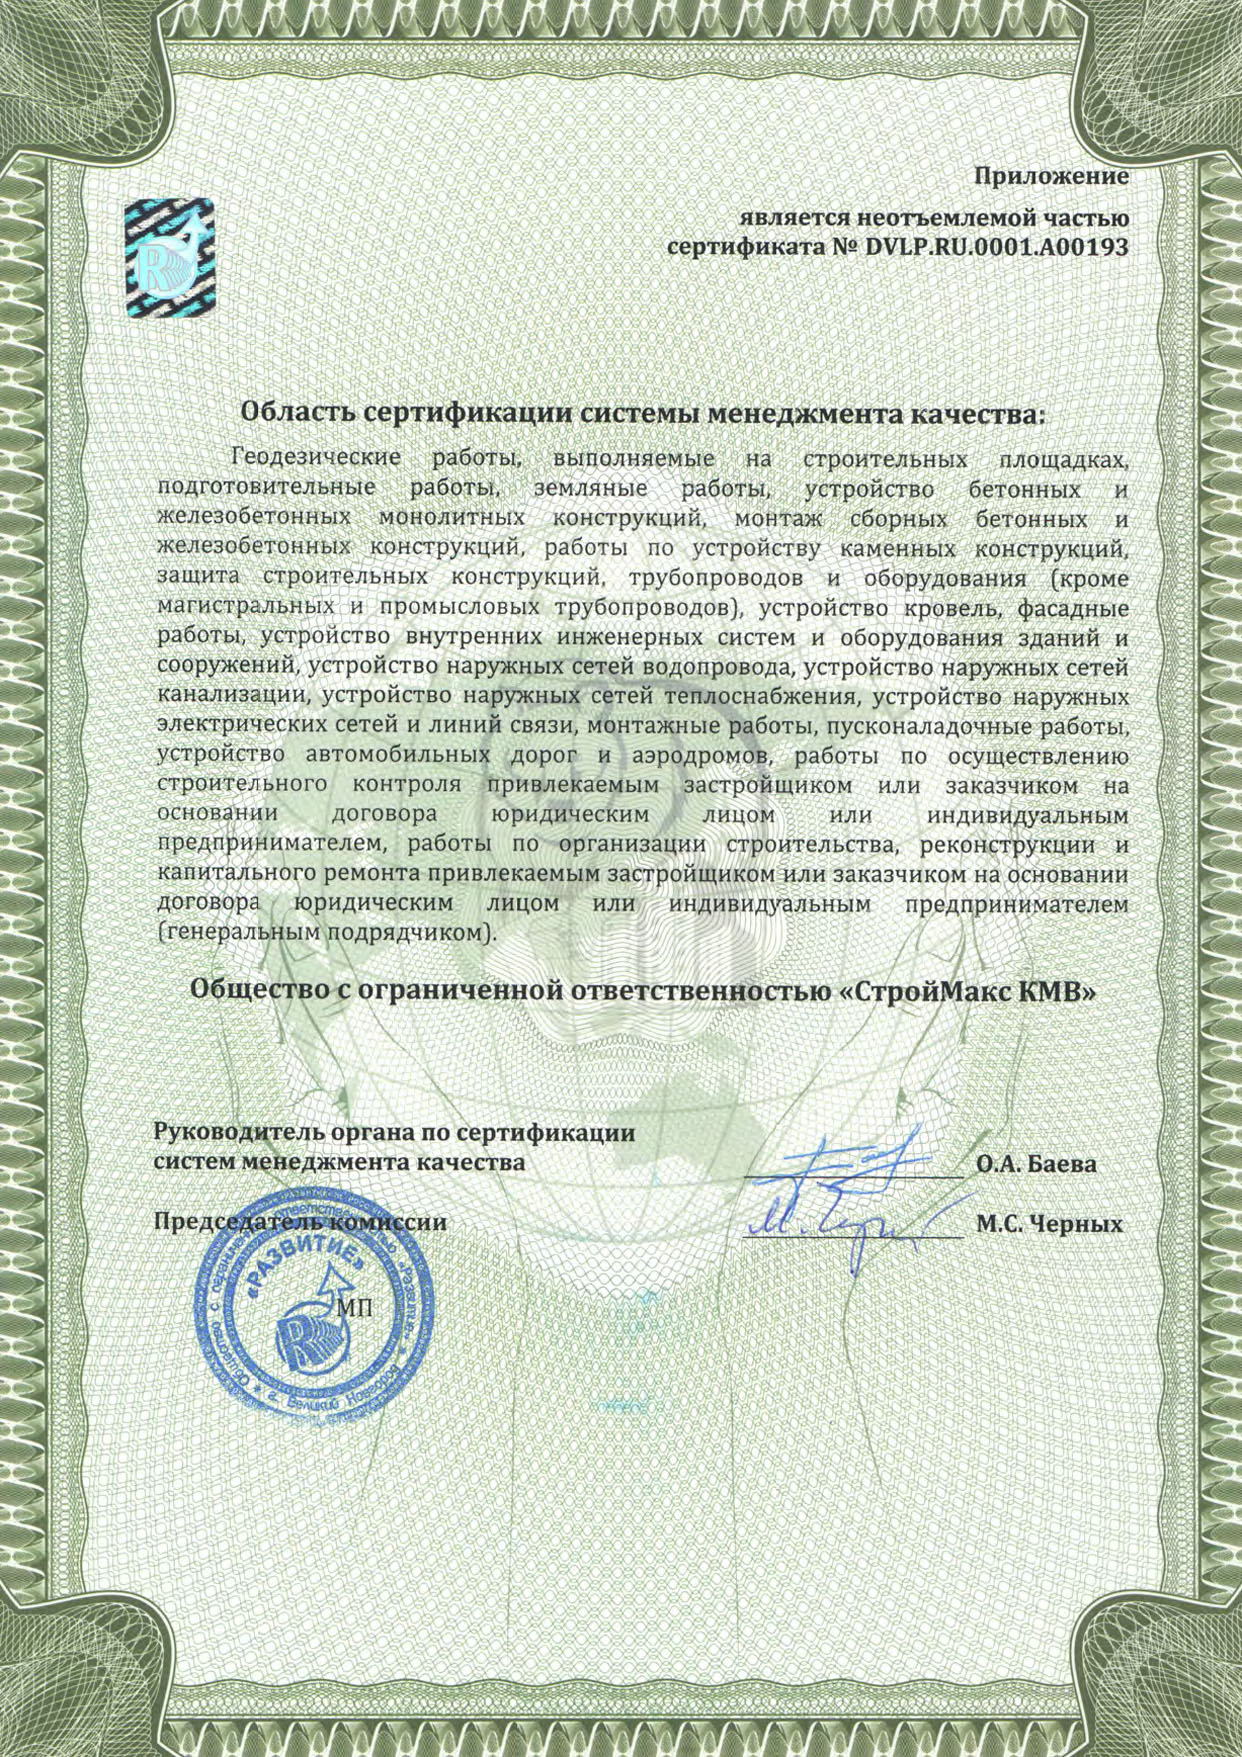 Приложение
является неотъемлемой частью
сертификата № DVLP.RU.0001.A00193
R
Область сертификации системы менеджмента качества:
Геодезические работы, выполняемые на строительных площадках,
подготовительные работы, земляные работы, устройство бетонных и
железобетонных монолитных конструкций, монтаж сборных бетонных и
железобетонных конструкций, работы по устройству каменных конструкций,
защита строительных конструкций, трубопроводов и оборудования (кроме
магистральных и промысловых трубопроводов), устройство кровель, фасадные
работы, устройство внутренних инженерных систем и оборудования зданий и
сооружений, устройство наружных сетей водопровода, устройство наружных сетей
канализации, устройство наружных сетей теплоснабжения, устройство наружных
электрических сетей и линий связи, монтажные работы, пусконаладочные работы,
устройство автомобильных дорог и аэродромов, работы по осуществлению
строительного контроля привлекаемым застройщиком или заказчиком на
основании договора юридическим лицом или индивидуальным
предпринимателем, работы по организации строительства, реконструкции и
капитального ремонта привлекаемым застройщиком или заказчиком на основании
договора юридическим лицом или индивидуальным предпринимателем
(генеральным подрядчиком).
Общество с ограниченной ответственностью «СтройМакс КМВ»
Руководитель органа по сертификации
систем менеджмента качества
О.А. Баева
Председатель комиссии
М.С. Черных
Общество с ограниченной ответственностью «Развитие» * г. Великий Новгород *
«РАЗВИТИЕ»
R
МП